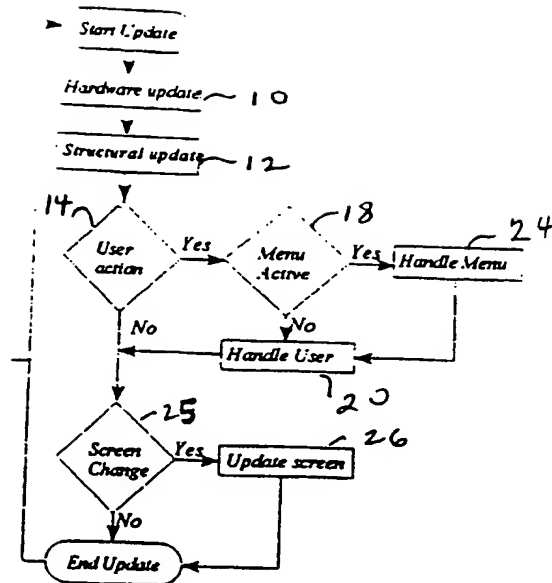 Start Update
Hardware update 10
Structural update 12
14
18
24
User action
Yes
Menu Active
Yes
Handle Menu
No
No
Handle User
20
25
26
Screen Change
Yes
Update screen
No
End Update